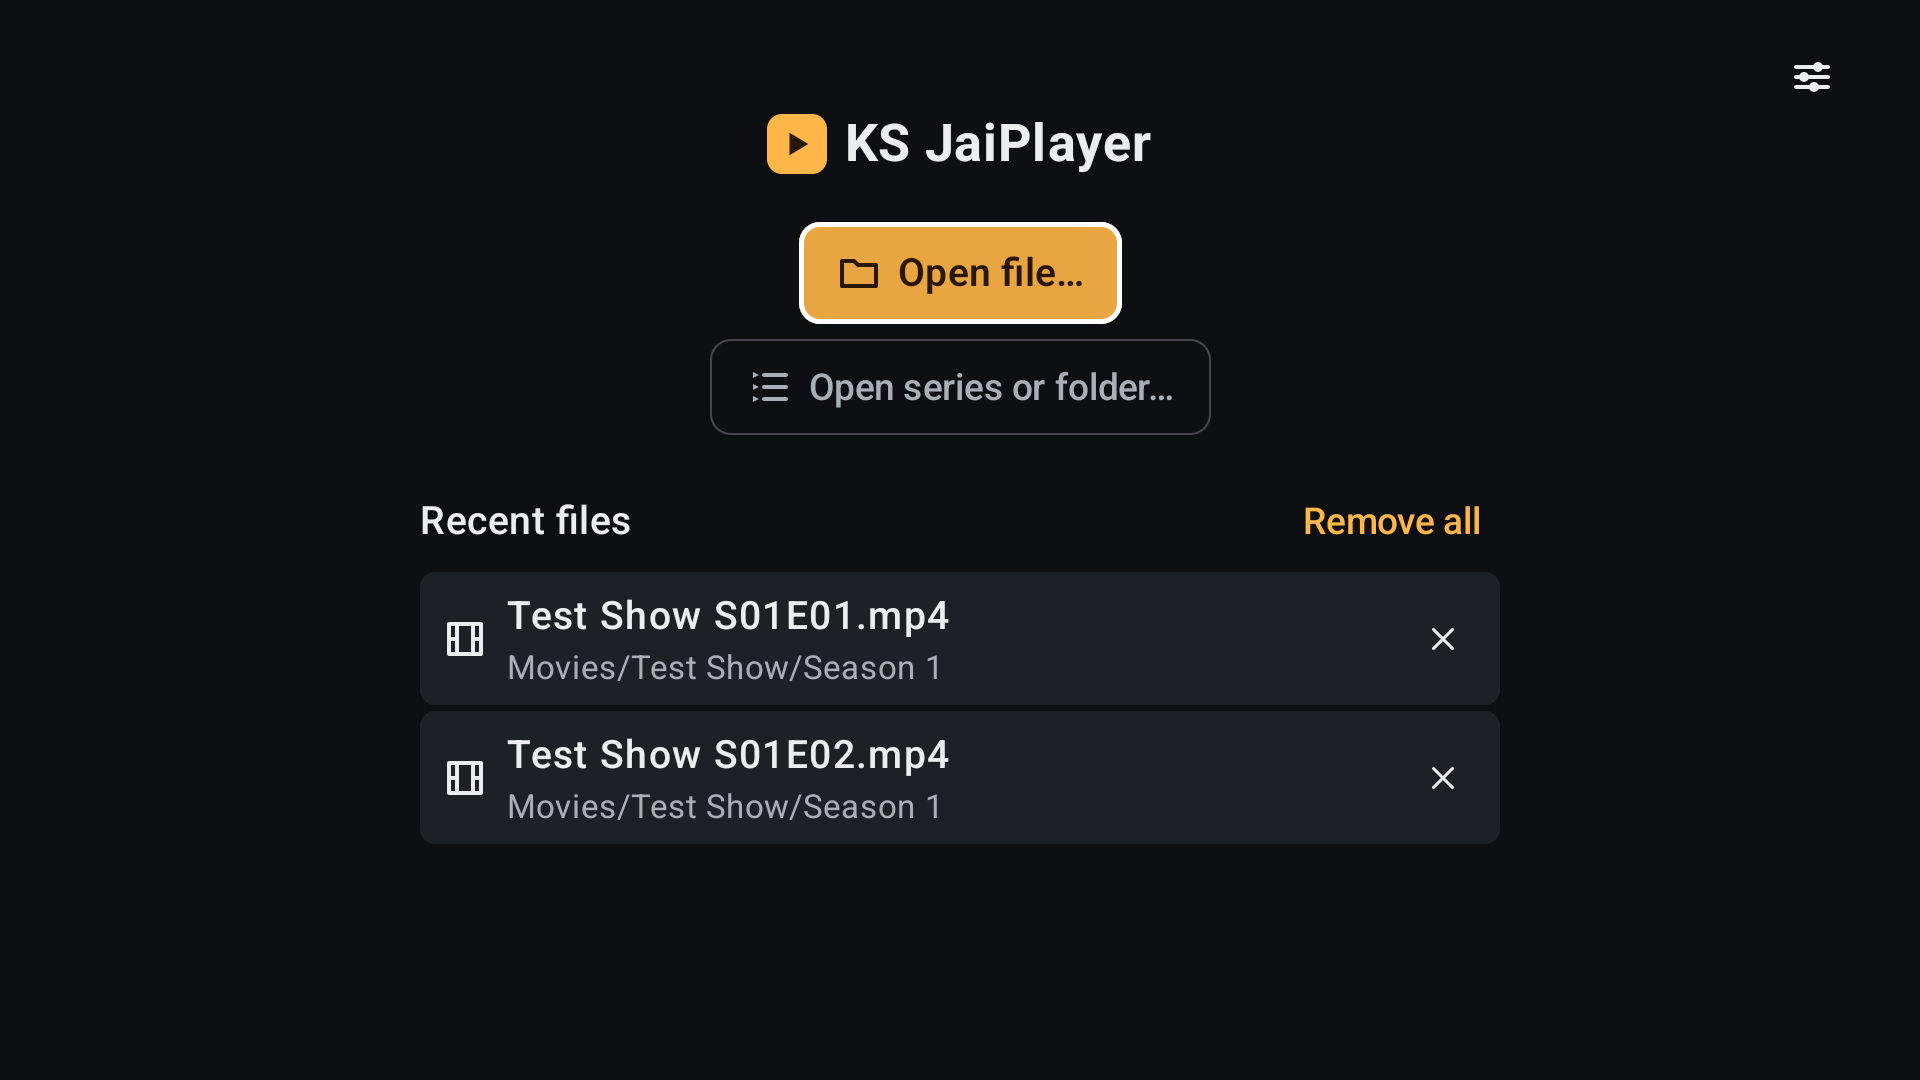 KS JaiPlayer
Open file...
Open series or folder...
Recent files
Remove all
Test Show S01E01.mp4
Movies/Test Show/Season 1
Test Show S01E02.mp4
Movies/Test Show/Season 1